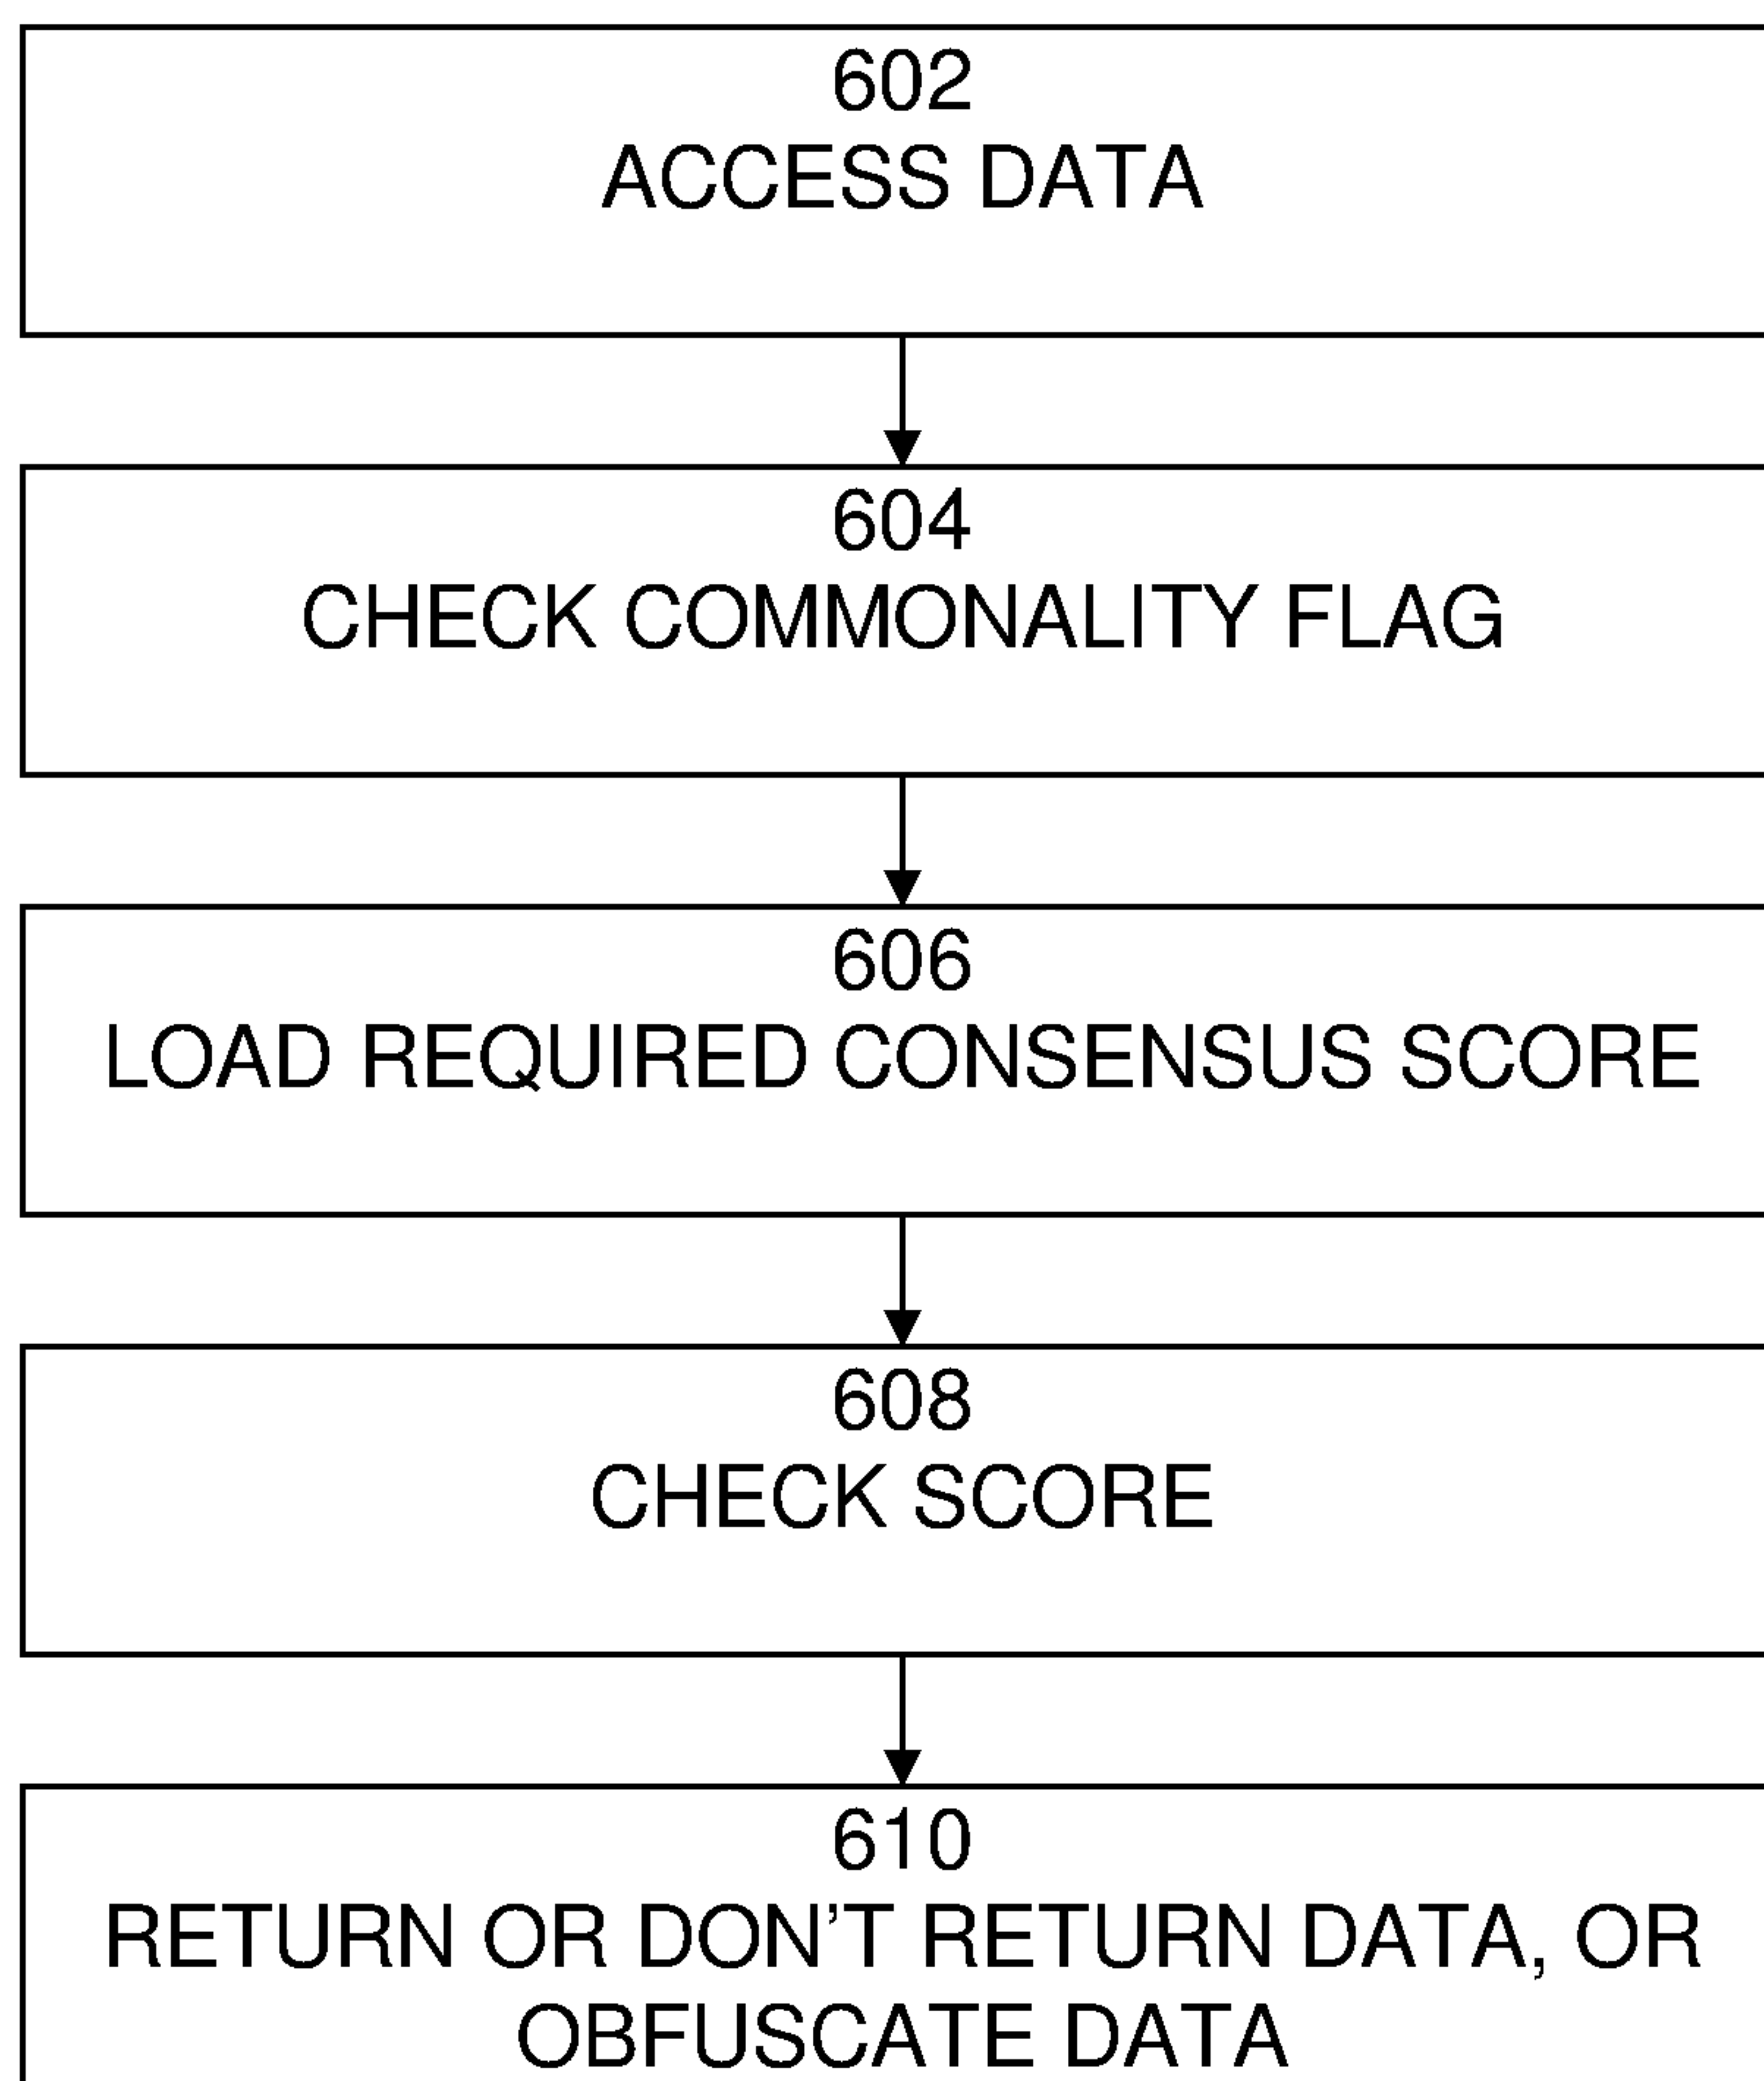 602
ACCESS DATA
604
CHECK COMMONALITY FLAG
606
LOAD REQUIRED CONSENSUS SCORE
608
CHECK SCORE
610
RETURN OR DON'T RETURN DATA, OR
OBFUSCATE DATA